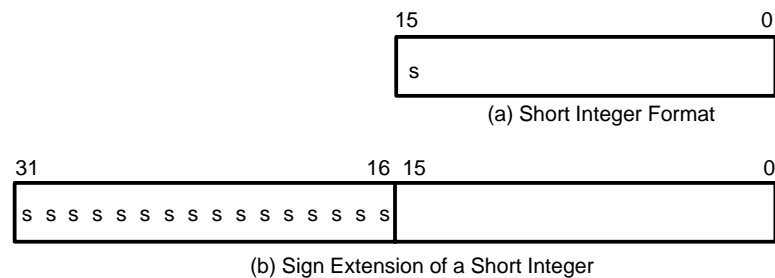 15 0
s
(a) Short Integer Format
31 16 15 0
s s s s s s s s s s s s s s s s
(b) Sign Extension of a Short Integer